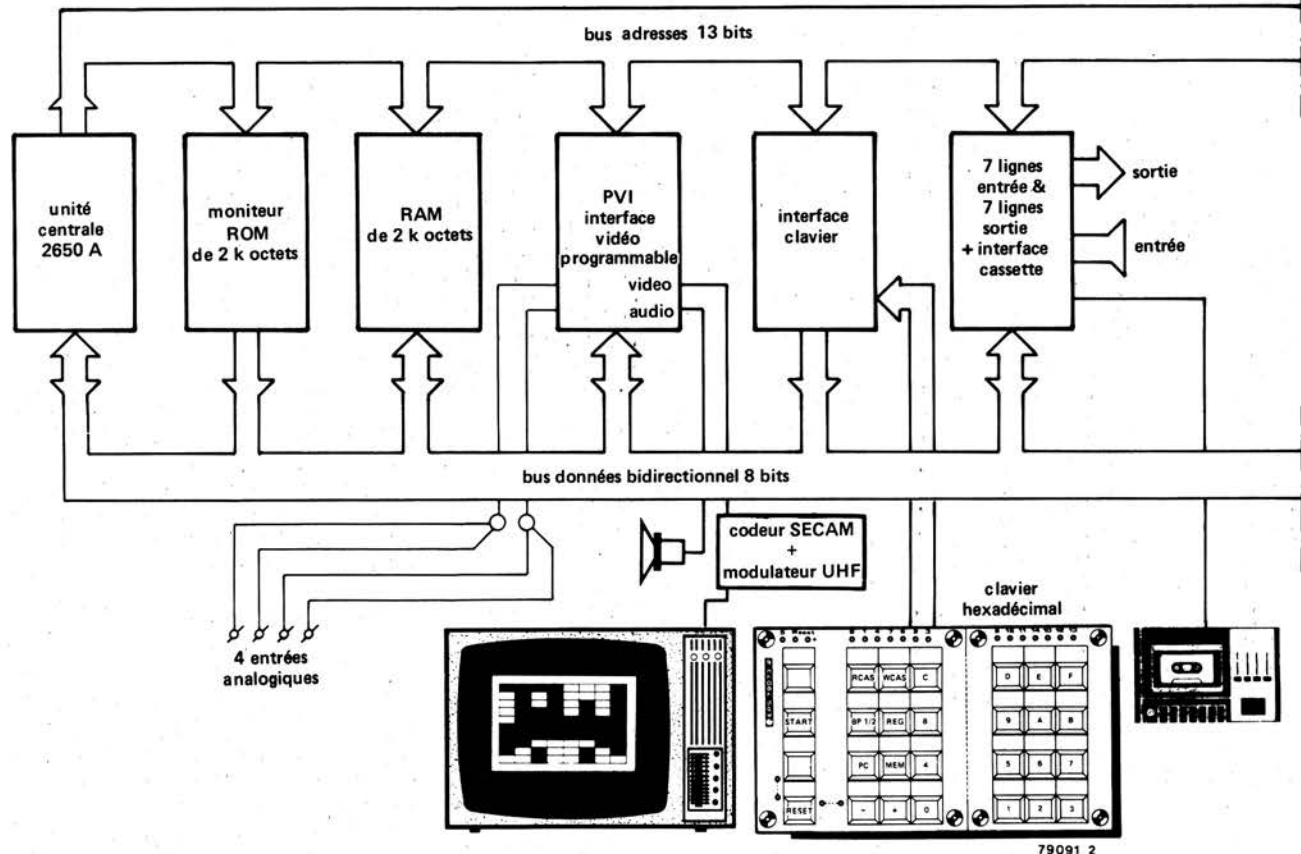 bus adresses 13 bits
unité
centrale
2650 A
moniteur
ROM
de 2 k octets
RAM
de 2 k octets
PVI
interface
vidéo
programmable
video
audio
interface
clavier
7 lignes
entrée &
7 lignes
sortie
+ interface
cassette
sortie
entrée
bus données bidirectionnel 8 bits
codeur SECAM
+
modulateur UHF
4 entrées
analogiques
clavier
hexadécimal
RCAS WCAS C
D E F
START BP 1/2 REG 8
9 A B
PC MEM 4
5 6 7
RESET - + 0
1 2 3
79091 2